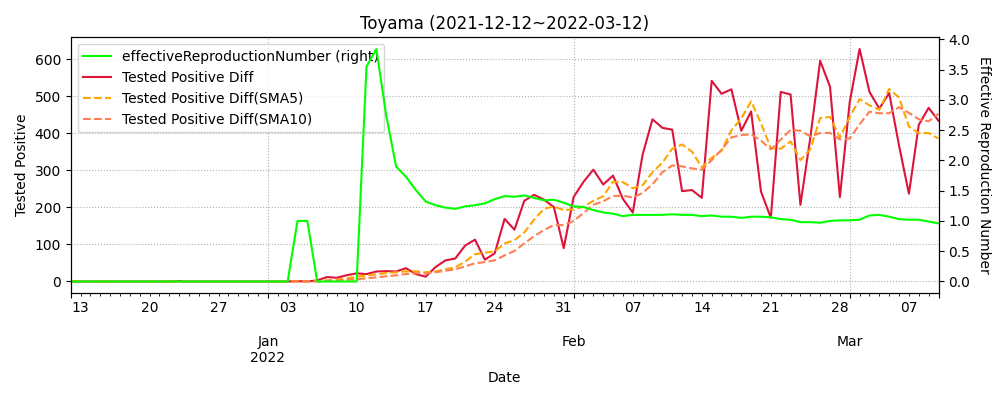 Toyama (2021-12-12~2022-03-12)
effectiveReproductionNumber (right)
Tested Positive Diff
Tested Positive Diff(SMA5)
Tested Positive Diff(SMA10)
Tested Positive
600
500
400
300
200
100
0
4.0
3.5
3.0
2.5
2.0
1.5
1.0
0.5
0.0
Effective Reproduction Number
13 20 27 03 10 17 24 31 07 14 21 28 07
Jan Feb Mar
2022
Date